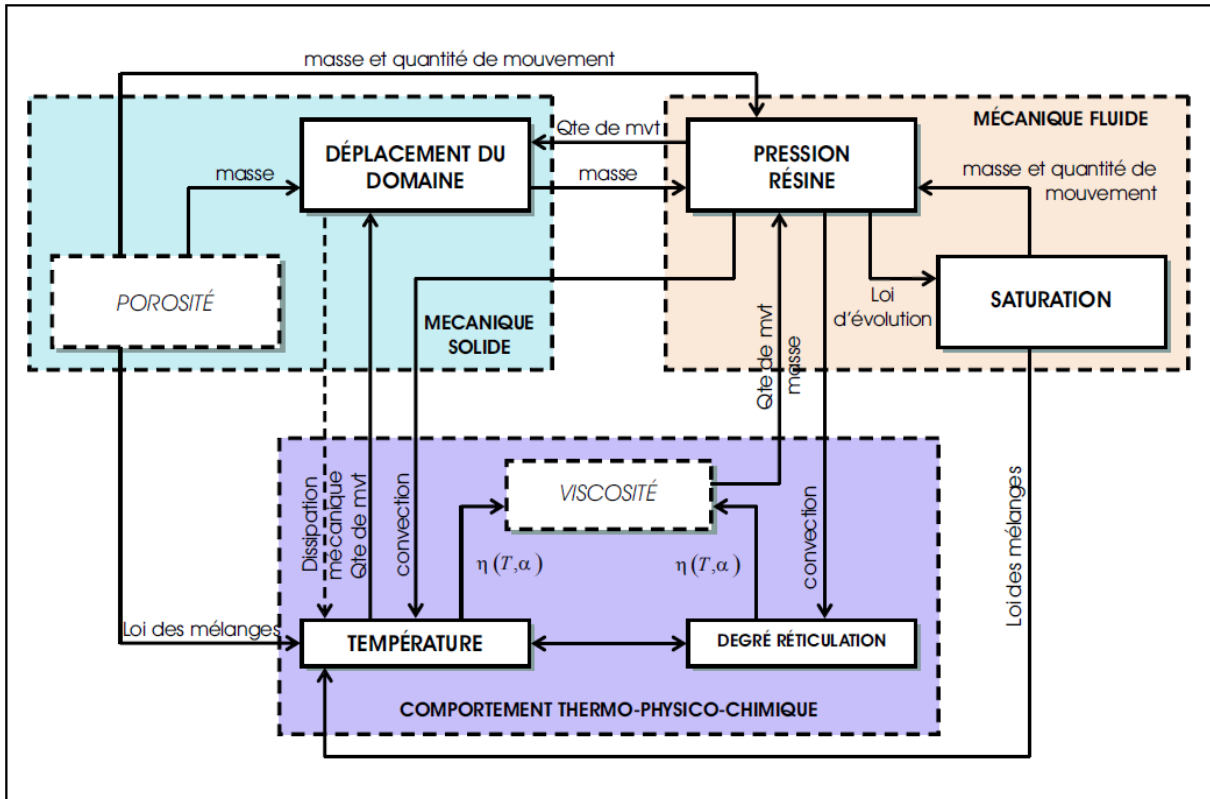 masse et quantité de mouvement
MÉCANIQUE FLUIDE
Qte de mvt
DÉPLACEMENT DU
DOMAINE
PRESSION
RÉSINE
masse
masse
masse et quantité de
mouvement
POROSITÉ
MECANIQUE
SOLIDE
Loi
d'évolution
SATURATION
Qte de mvt
masse
Dissipation
mécanique
Qte de mvt
convection
VISCOSITÉ
convection
Loi des mélanges
η (T,α)
η (T,α)
Loi des mélanges
TEMPÉRATURE
DEGRÉ RÉTICULATION
COMPORTEMENT THERMO-PHYSICO-CHIMIQUE